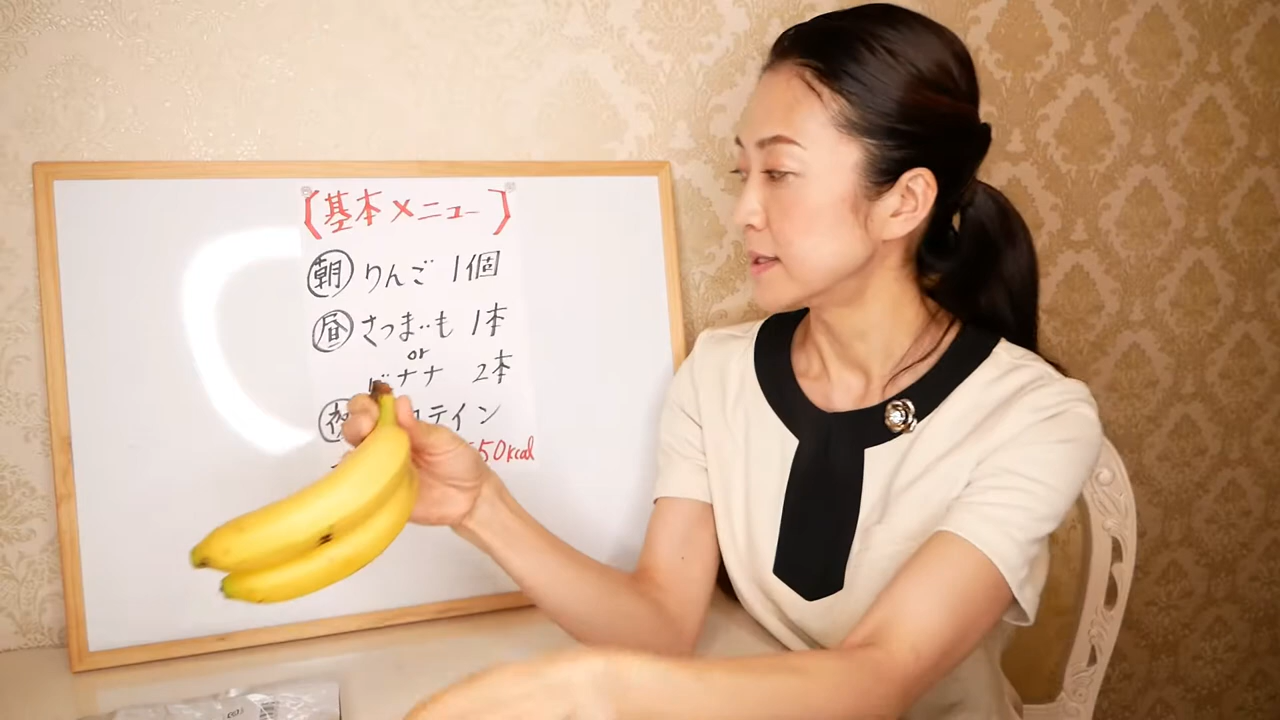 【基本メニュー】
朝 りんご 1個
昼 さつまいも 1本
or
バナナ 2本
夜 テイン
50kcal